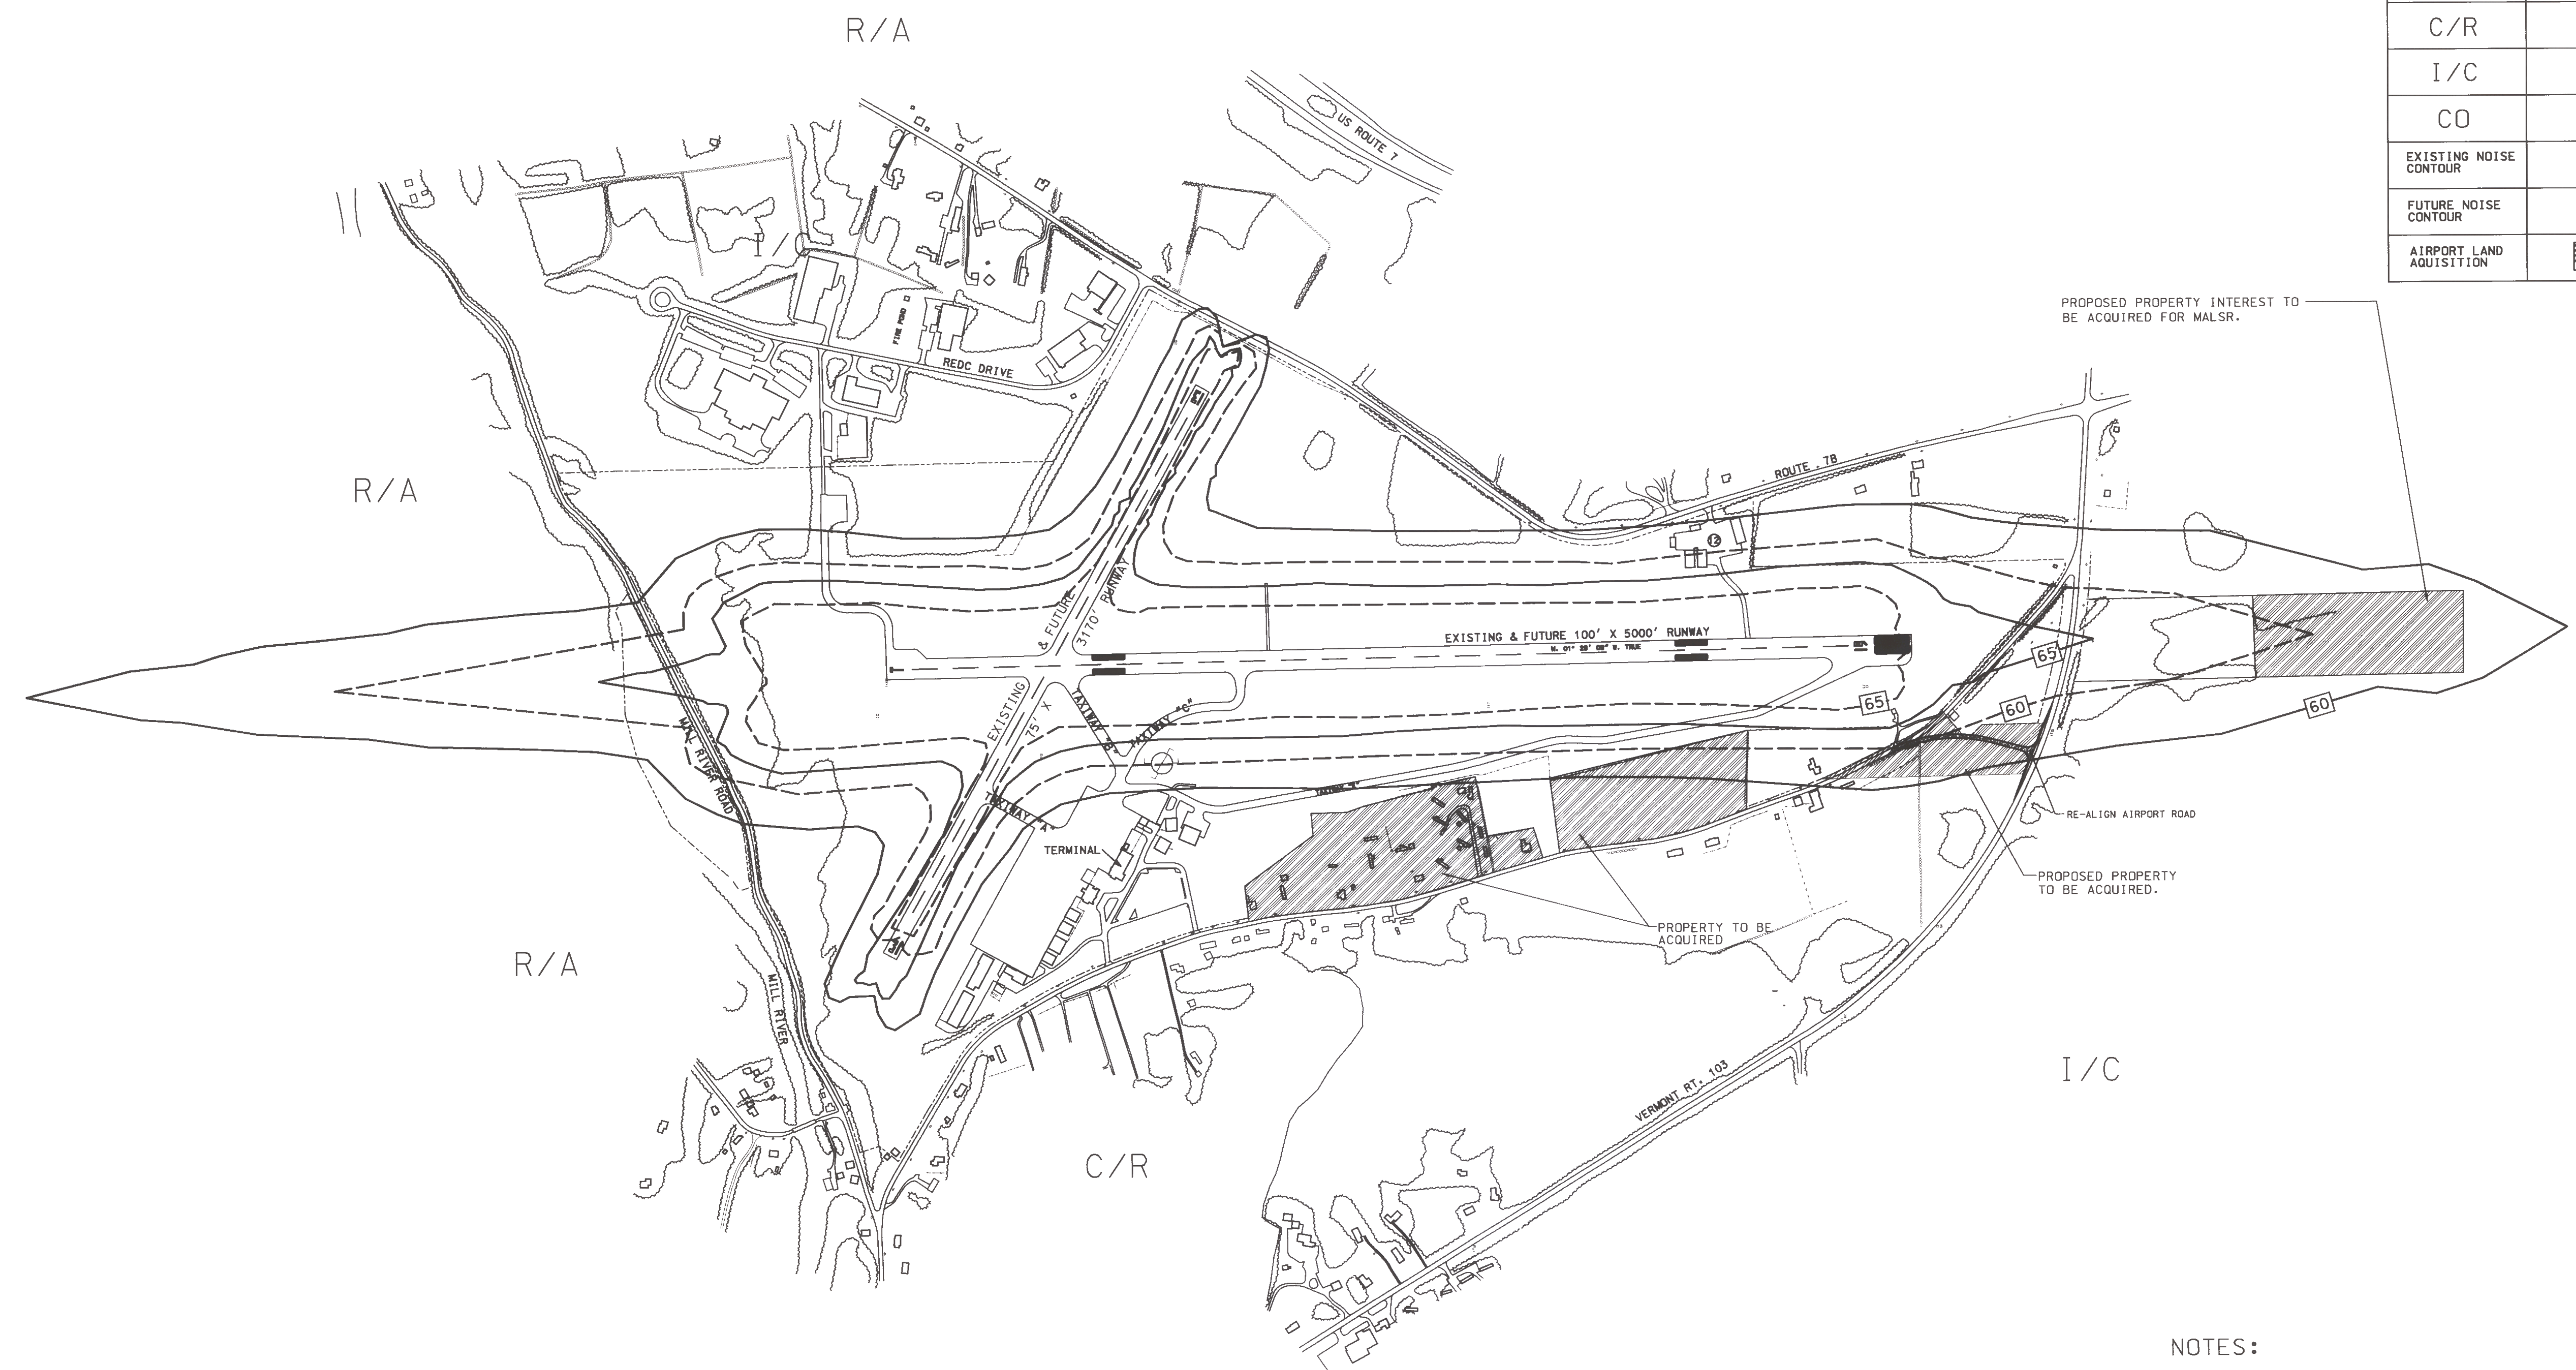 R/A
C/R
I/C
CO
EXISTING NOISE
CONTOUR
FUTURE NOISE
CONTOUR
AIRPORT LAND
AQUISITION
US ROUTE 7
I/C
PROPOSED PROPERTY INTEREST TO
BE ACQUIRED FOR MALSR.
FIRE POND
REDC DRIVE
R/A
ROUTE 7B
12
& FUTURE
3170' RUNWAY
EXISTING & FUTURE 100' X 5000' RUNWAY
65
EXISTING
75' X
TAXIWAY "B"
TAXIWAY "C"
65
60
60
MILL RIVER ROAD
TAXIWAY "A"
TERMINAL
RE-ALIGN AIRPORT ROAD
PROPOSED PROPERTY
TO BE ACQUIRED.
PROPERTY TO BE
ACQUIRED
R/A
MILL RIVER
VERMONT RT. 103
I/C
C/R
NOTES: